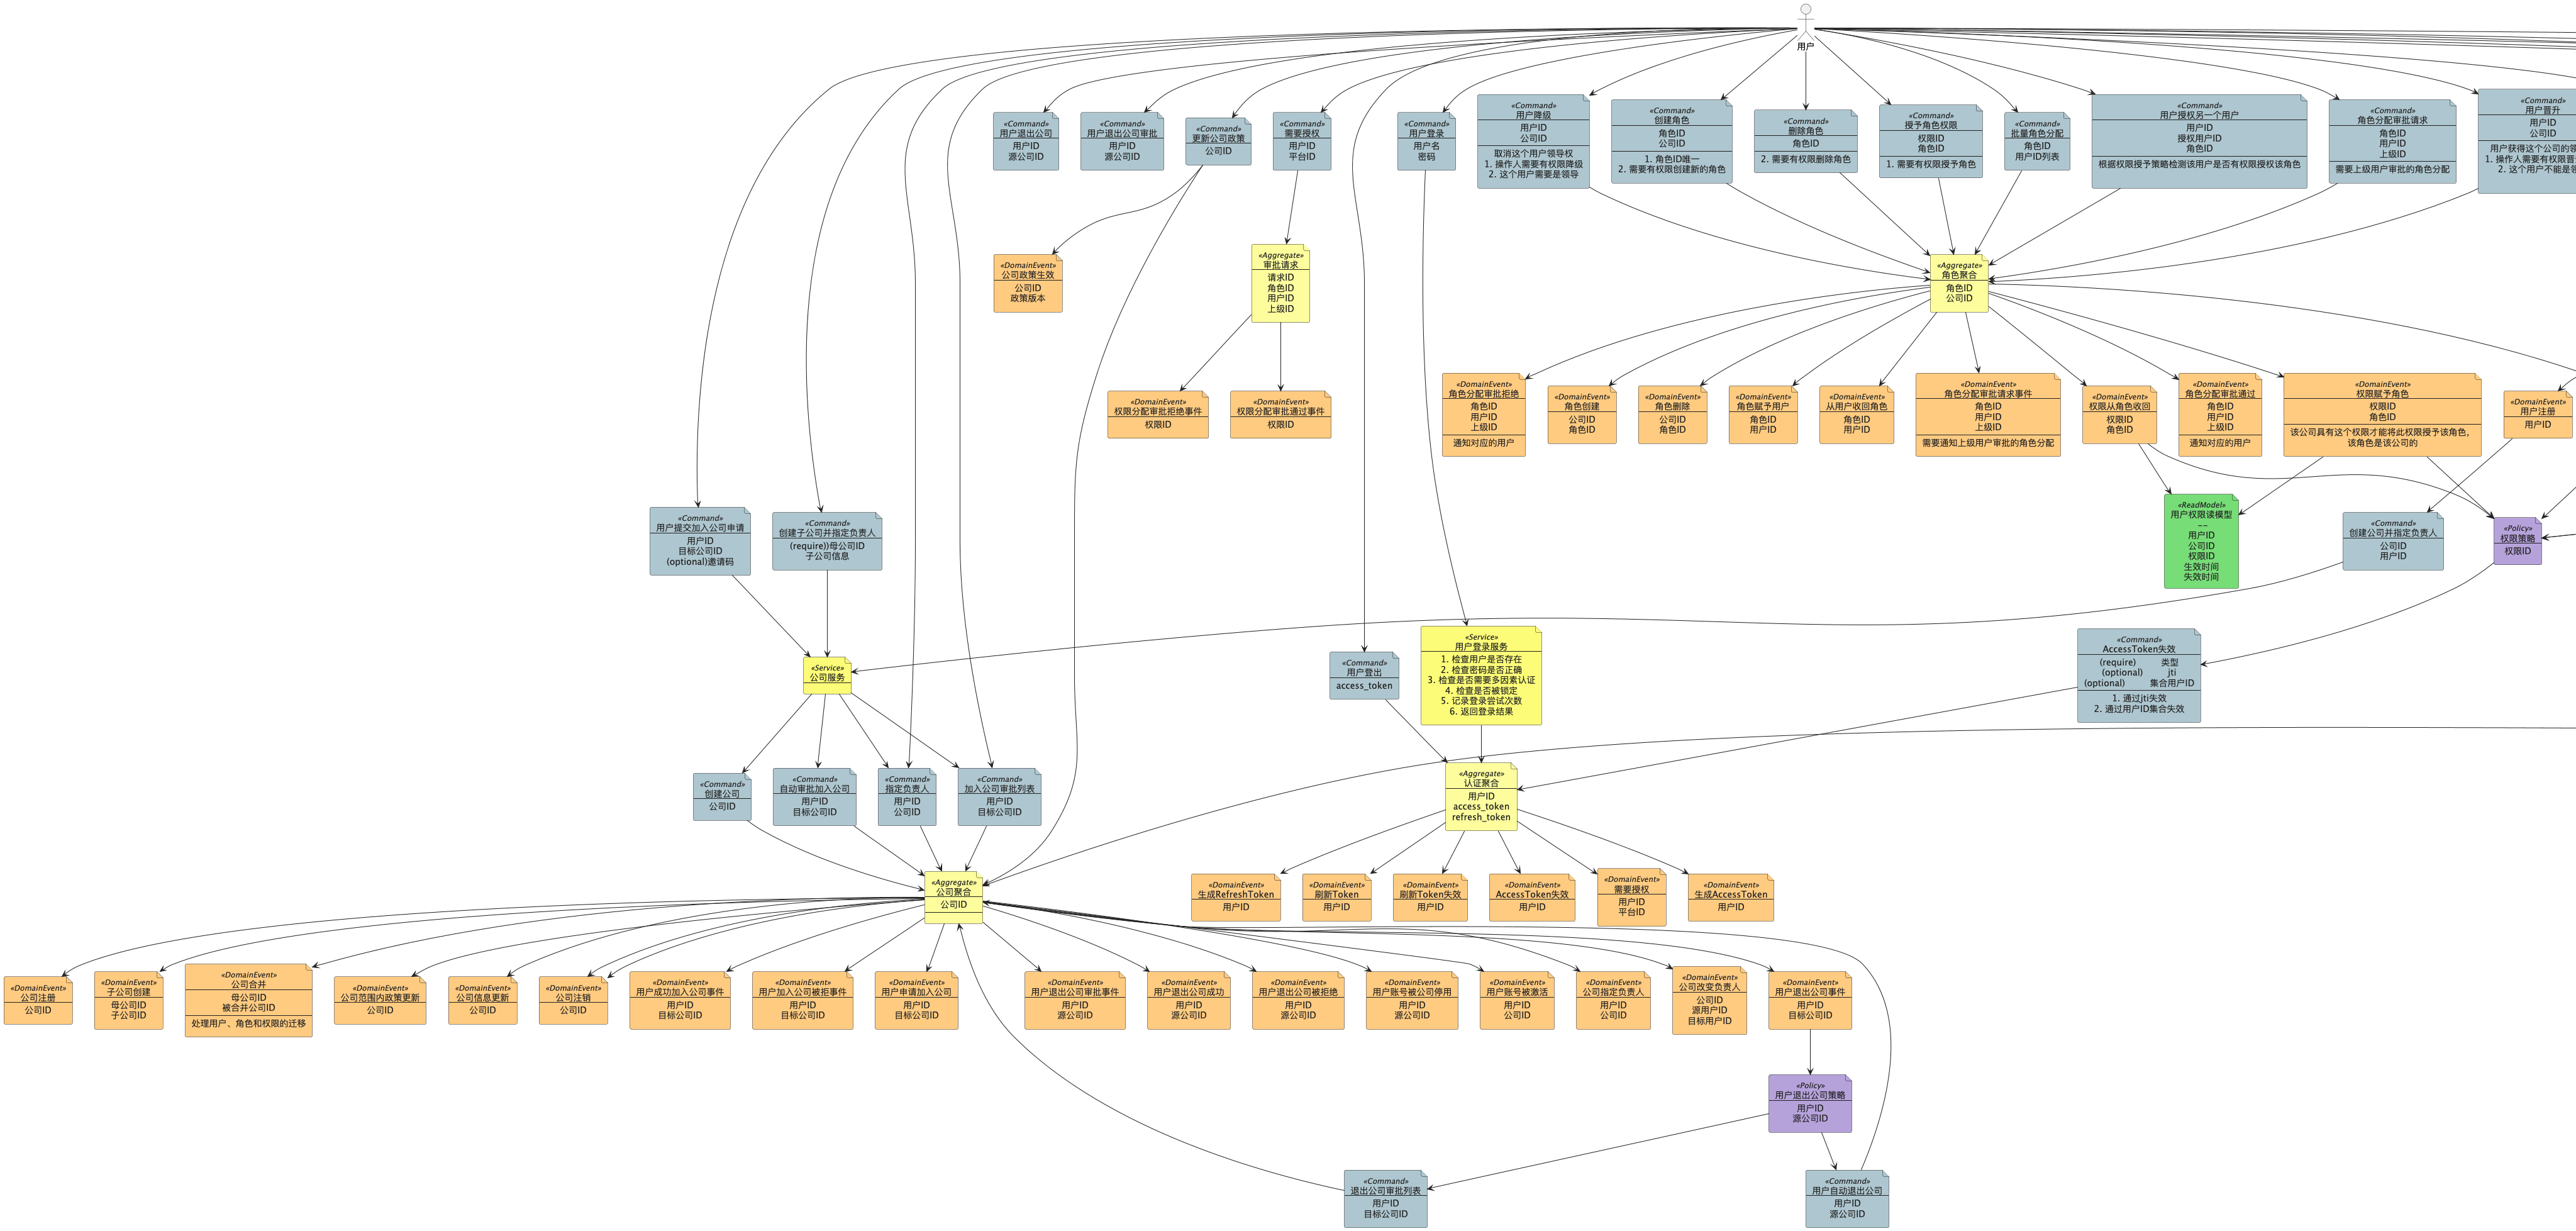 用户
«Command»
用户退出公司
用户ID
源公司ID
«Command»
用户退出公司审批
用户ID
源公司ID
«Command»
更新公司政策
公司ID
«Command»
需要授权
用户ID
平台ID
«Command»
用户登录
用户名
密码
«Command»
用户降级
用户ID
公司ID
取消这个用户领导权
1. 操作人需要有权限降级
2. 这个用户需要是领导
«Command»
创建角色
角色ID
公司ID
1. 角色ID唯一
2. 需要有权限创建新的角色
«Command»
删除角色
角色ID
2. 需要有权限删除角色
«Command»
授予角色权限
权限ID
角色ID
1. 需要有权限授予角色
«Command»
批量角色分配
角色ID
用户ID列表
«Command»
用户授权另一个用户
用户ID
授权用户ID
角色ID
根据权限授予策略检测该用户是否有权限授权该角色
«Command»
角色分配审批请求
角色ID
用户ID
上级ID
需要上级用户审批的角色分配
«Command»
用户晋升
用户ID
公司ID
用户获得这个公司的
1. 操作人需要有权限晋
2. 这个用户不能是
«DomainEvent»
公司政策生效
公司ID
政策版本
«Aggregate»
审批请求
请求ID
角色ID
用户ID
上级ID
«Aggregate»
角色聚合
角色ID
公司ID
«DomainEvent»
权限分配审批拒绝事件
权限ID
«DomainEvent»
权限分配审批通过事件
权限ID
«DomainEvent»
角色分配审批拒绝
角色ID
用户ID
上级ID
通知对应的用户
«DomainEvent»
角色创建
公司ID
角色ID
«DomainEvent»
角色删除
公司ID
角色ID
«DomainEvent»
角色赋予用户
角色ID
用户ID
«DomainEvent»
从用户收回角色
角色ID
用户ID
«DomainEvent»
角色分配审批请求事件
角色ID
用户ID
上级ID
需要通知上级用户审批的角色分配
«DomainEvent»
权限从角色收回
权限ID
角色ID
«DomainEvent»
角色分配审批通过
角色ID
用户ID
上级ID
通知对应的用户
«DomainEvent»
权限赋予角色
权限ID
角色ID
该公司具有这个权限才能将此权限授予该角色,
该角色是该公司的
«DomainEvent»
用户注册
用户ID
«Command»
用户提交加入公司申请
用户ID
目标公司ID
(optional)邀请码
«Command»
创建子公司并指定负责人
(require))母公司ID
子公司信息
«ReadModel»
用户权限读模型
--
用户ID
公司ID
权限ID
生效时间
失效时间
«Command»
创建公司并指定负责人
公司ID
用户ID
«Policy»
权限策略
权限ID
«Service»
公司服务
«Command»
用户登出
access_token
«Service»
用户登录服务
1. 检查用户是否存在
2. 检查密码是否正确
3. 检查是否需要多因素认证
4. 检查是否被锁定
5. 记录登录尝试次数
6. 返回登录结果
«Command»
AccessToken失效
(require) 类型
(optional) jti
(optional) 集合用户ID
1. 通过jti失效
2. 通过用户ID集合失效
«Command»
创建公司
公司ID
«Command»
自动审批加入公司
用户ID
目标公司ID
«Command»
指定负责人
用户ID
公司ID
«Command»
加入公司审批列表
用户ID
目标公司ID
«Aggregate»
认证聚合
用户ID
access_token
refresh_token
«Aggregate»
公司聚合
公司ID
«DomainEvent»
生成RefreshToken
用户ID
«DomainEvent»
刷新Token
用户ID
«DomainEvent»
刷新Token失效
用户ID
«DomainEvent»
AccessToken失效
用户ID
«DomainEvent»
需要授权
用户ID
平台ID
«DomainEvent»
生成AccessToken
用户ID
«DomainEvent»
公司注册
公司ID
«DomainEvent»
子公司创建
母公司ID
子公司ID
«DomainEvent»
公司合并
母公司ID
被合并公司ID
处理用户、角色和权限的迁移
«DomainEvent»
公司范围内政策更新
公司ID
«DomainEvent»
公司信息更新
公司ID
«DomainEvent»
公司注销
公司ID
«DomainEvent»
用户成功加入公司事件
用户ID
目标公司ID
«DomainEvent»
用户加入公司被拒事件
用户ID
目标公司ID
«DomainEvent»
用户申请加入公司
用户ID
目标公司ID
«DomainEvent»
用户退出公司审批事件
用户ID
源公司ID
«DomainEvent»
用户退出公司成功
用户ID
源公司ID
«DomainEvent»
用户退出公司被拒绝
用户ID
源公司ID
«DomainEvent»
用户账号被公司停用
用户ID
源公司ID
«DomainEvent»
用户账号被激活
用户ID
公司ID
«DomainEvent»
公司指定负责人
用户ID
公司ID
«DomainEvent»
公司改变负责人
公司ID
源用户ID
目标用户ID
«DomainEvent»
用户退出公司事件
用户ID
目标公司ID
«Policy»
用户退出公司策略
用户ID
源公司ID
«Command»
退出公司审批列表
用户ID
目标公司ID
«Command»
用户自动退出公司
用户ID
源公司ID